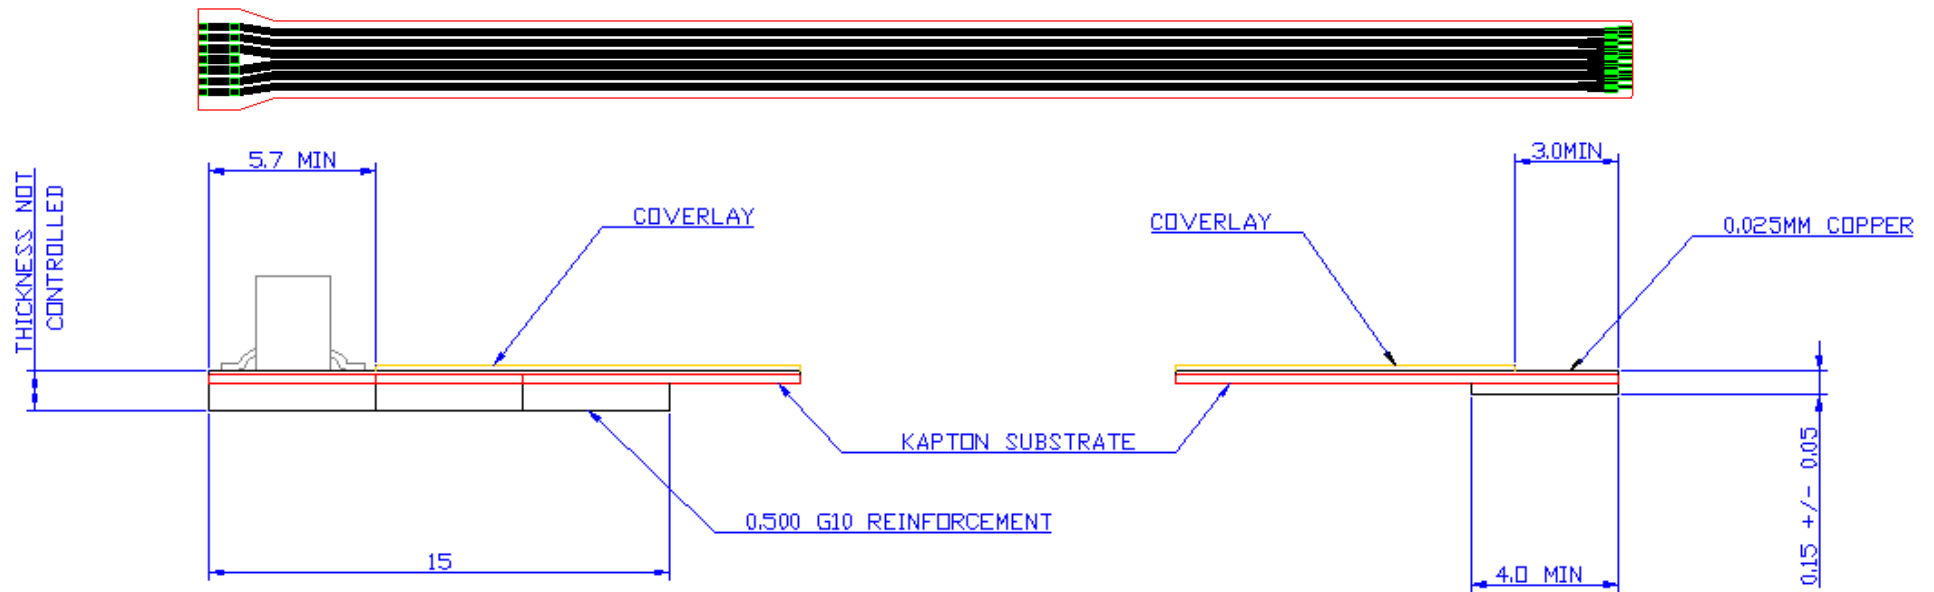 5.7 MIN
3.0MIN
THICKNESS NOT
CONTROLLED
COVERLAY
COVERLAY
0.025MM COPPER
KAPTON SUBSTRATE
0.500 G10 REINFORCEMENT
15
4.0 MIN
0.15 +/- 0.05